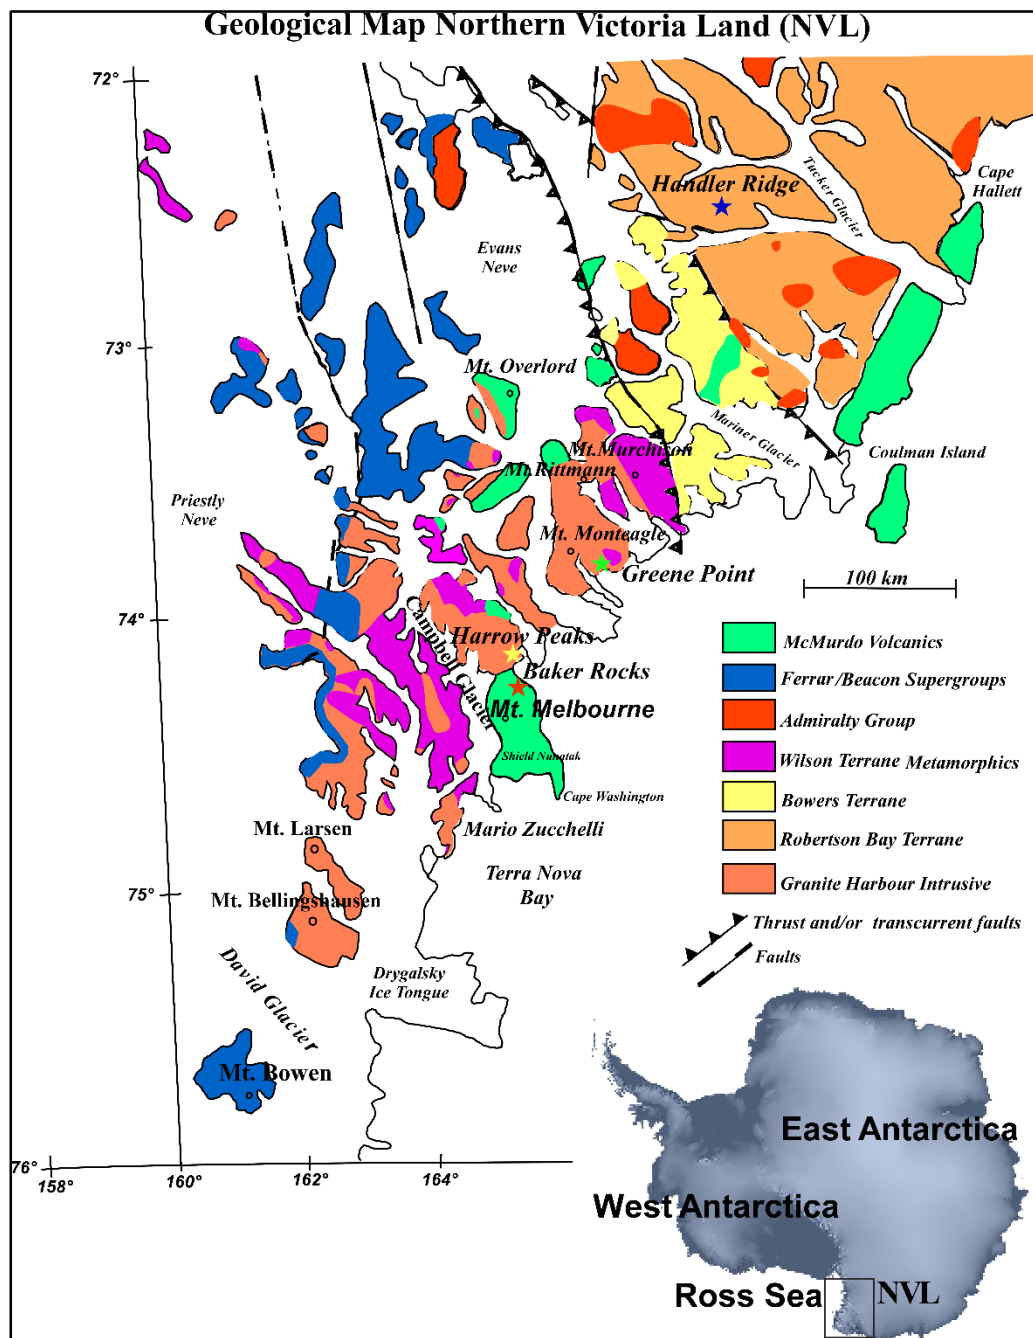 Geological Map Northern Victoria Land (NVL)
72°
Cape
Hallett
Tucker Glacier
Handler Ridge
Evans
Neve
73°
Mt. Overlord
Mariner Glacier
Mt.Murchison
Coulman Island
Mt.Rittmann
Priestly
Neve
Mt. Monteagle
Greene Point
100 km
74°
Campbell Glacier
Harrow Peaks
Baker Rocks
Mt. Melbourne
Shield Nunatak
Cape Washington
McMurdo Volcanics
Ferrar/Beacon Supergroups
Admiralty Group
Wilson Terrane Metamorphics
Bowers Terrane
Robertson Bay Terrane
Granite Harbour Intrusive
Thrust and/or transcurrent faults
Faults
Mario Zucchelli
Mt. Larsen
Terra Nova
Bay
75°
Mt. Bellingshausen
David Glacier
Drygalsky
Ice Tongue
Mt. Bowen
76°
158°
160°
162°
164°
East Antarctica
West Antarctica
Ross Sea
NVL